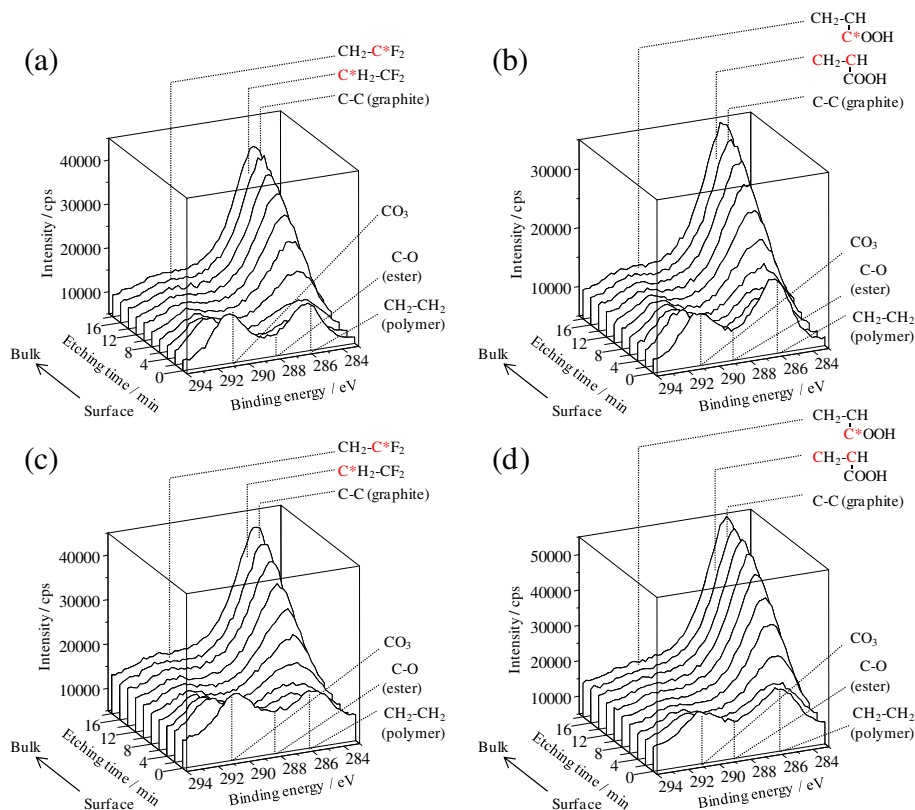 (a)
CH2-C*F2
C*H2-CF2
C-C (graphite)
40000
30000
20000
10000
Intensity / cps
CO3
C-O
(ester)
CH2-CH2
(polymer)
16
12
8
4
0
Etching time / min
Bulk
Surface
294
292
290
288
286
284
Binding energy / eV
(b)
CH2-CH
C*OOH
CH2-CH
COOH
C-C (graphite)
30000
20000
10000
Intensity / cps
CO3
C-O
(ester)
CH2-CH2
(polymer)
16
12
8
4
0
Etching time / min
Bulk
Surface
294
292
290
288
286
284
Binding energy / eV
(c)
CH2-C*F2
C*H2-CF2
C-C (graphite)
40000
30000
20000
10000
Intensity / cps
CO3
C-O
(ester)
CH2-CH2
(polymer)
16
12
8
4
0
Etching time / min
Bulk
Surface
294
292
290
288
286
284
Binding energy / eV
(d)
CH2-CH
C*OOH
CH2-CH
COOH
C-C (graphite)
50000
40000
30000
20000
10000
Intensity / cps
CO3
C-O
(ester)
CH2-CH2
(polymer)
16
12
8
4
0
Etching time / min
Bulk
Surface
294
292
290
288
286
284
Binding energy / eV